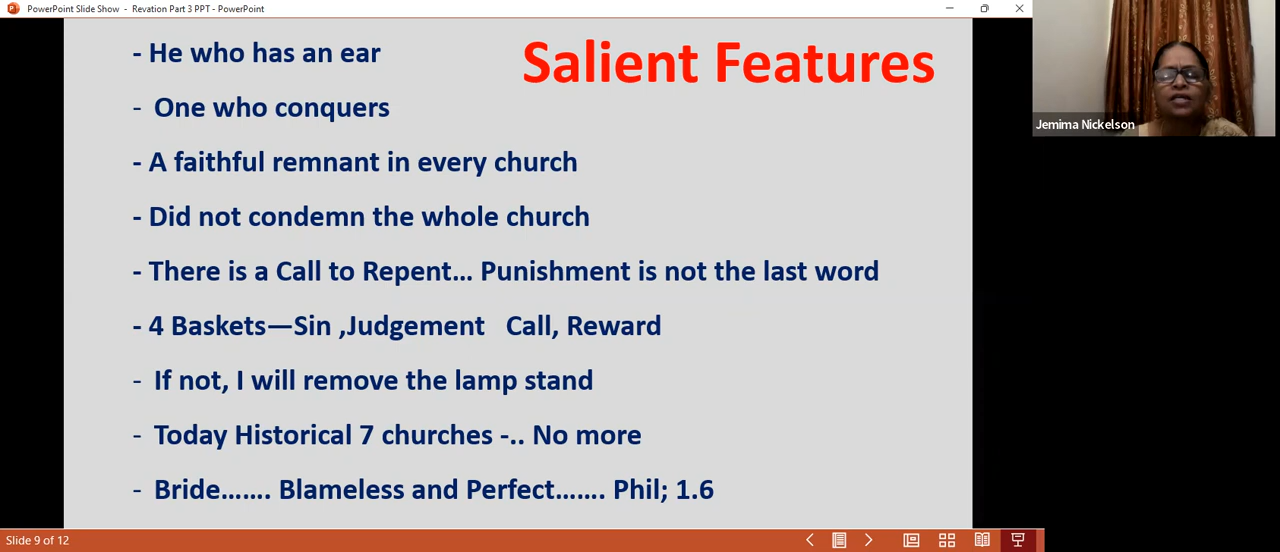 PowerPoint Slide Show - Revation Part 3 PPT - PowerPoint
Salient Features
- He who has an ear
- One who conquers
- A faithful remnant in every church
- Did not condemn the whole church
- There is a Call to Repent... Punishment is not the last word
- 4 Baskets—Sin ,Judgement Call, Reward
- If not, I will remove the lamp stand
- Today Historical 7 churches -.. No more
- Bride....... Blameless and Perfect....... Phil; 1.6
Jemima Nickelson
Slide 9 of 12